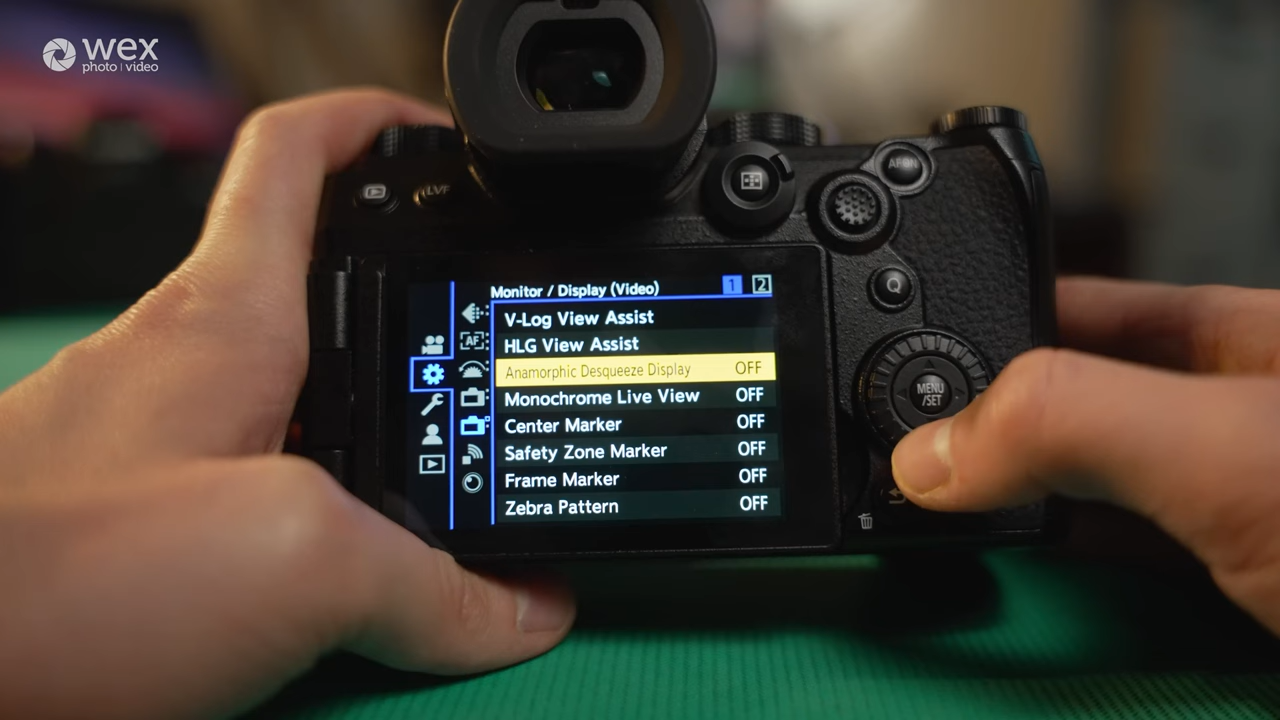 wex
photo | video
LVF
AF ON
Q
MENU
/SET
Monitor / Display (Video) 1 2
V-Log View Assist
HLG View Assist
Anamorphic Desqueeze Display OFF
Monochrome Live View OFF
Center Marker OFF
Safety Zone Marker OFF
Frame Marker OFF
Zebra Pattern OFF
AF